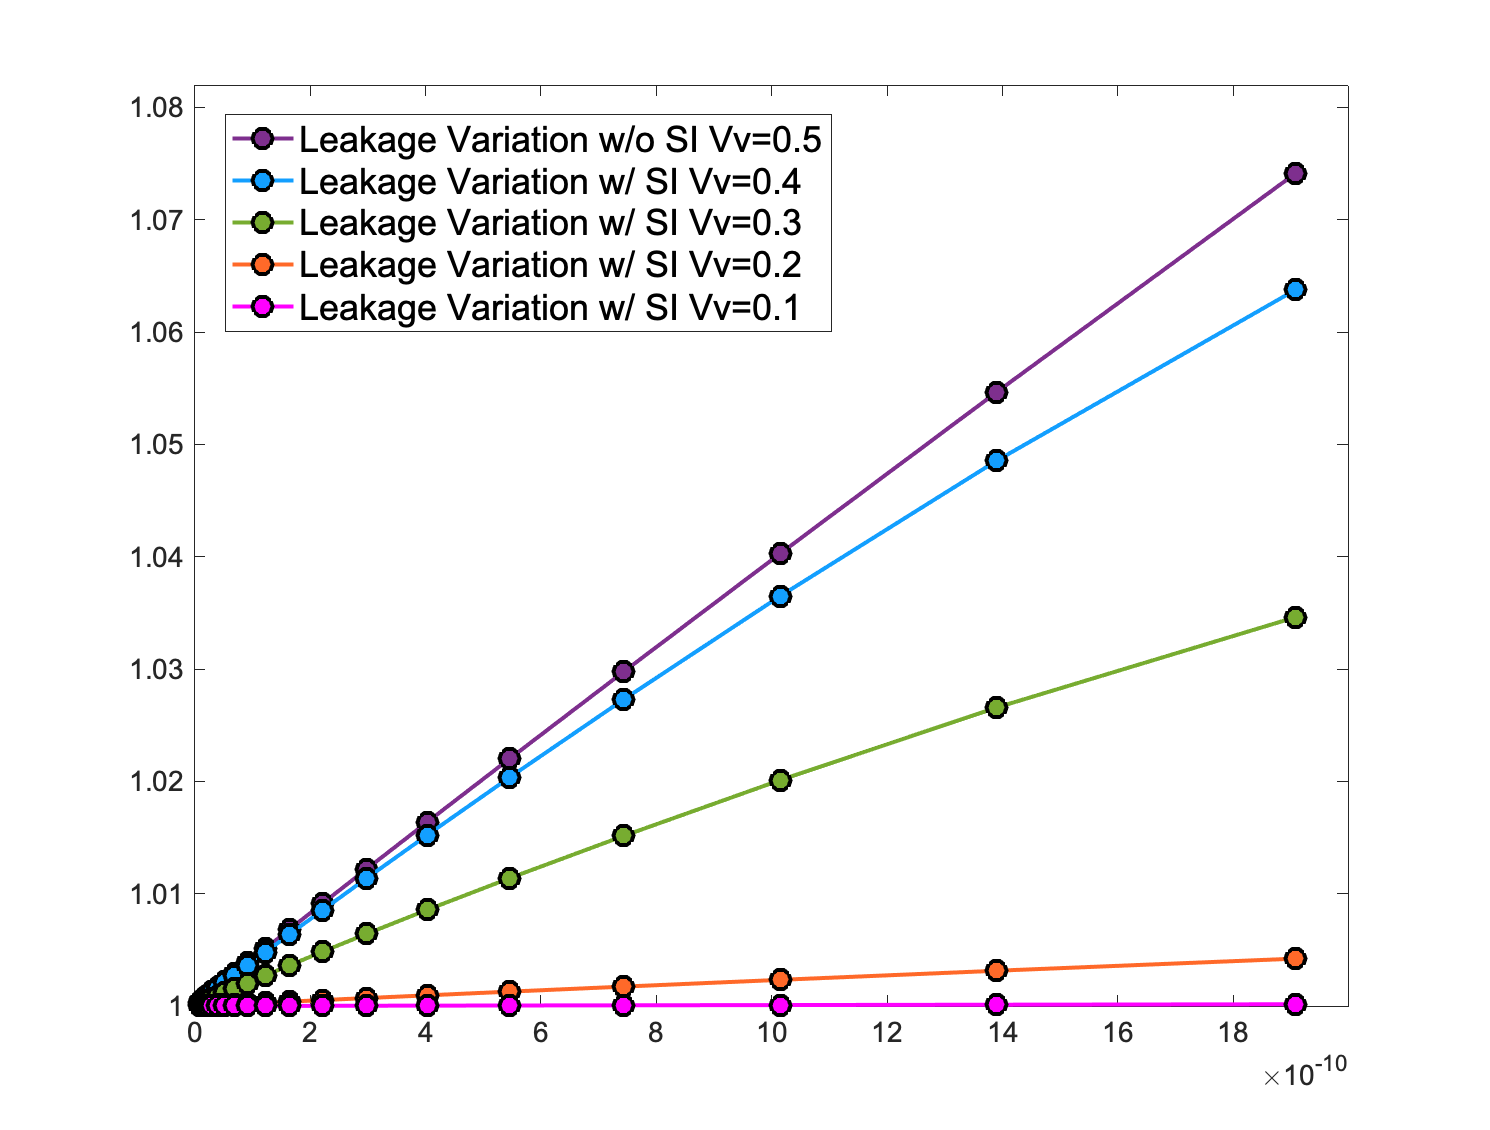 1.08
Leakage Variation w/o SI Vv=0.5
Leakage Variation w/ SI Vv=0.4
Leakage Variation w/ SI Vv=0.3
Leakage Variation w/ SI Vv=0.2
Leakage Variation w/ SI Vv=0.1
1.07
1.06
1.05
1.04
1.03
1.02
1.01
1
0 2 4 6 8 10 12 14 16 18
×10-10